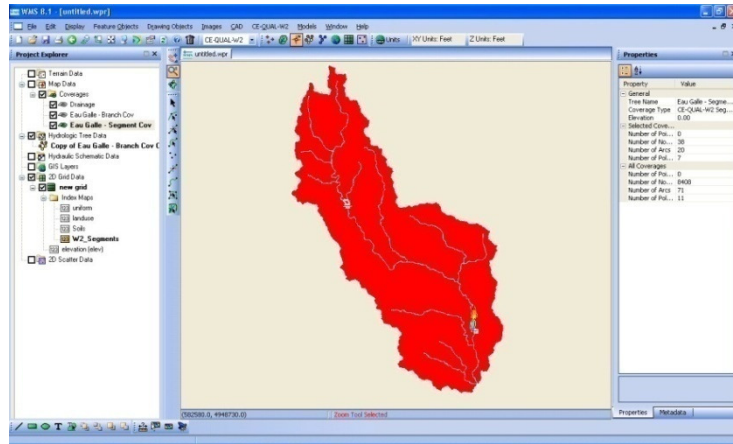 WMS 8.1 - [untitled.wpr]
File Edit Display Feature Objects Drawing Objects Images CAD CE-QUAL-W2 Models Window Help
CE-QUAL-W2 Units XY Units: Feet Z Units: Feet
Project Explorer
Terrain Data
Map Data
Coverages
Drainage
Eau Galle - Branch Cov
Eau Galle - Segment Cov
Hydrologic Tree Data
Copy of Eau Galle - Branch Cov C
Hydraulic Schematic Data
GIS Layers
2D Grid Data
new grid
Index Maps
uniform
landuse
Soils
W2_Segments
elevation (elev)
2D Scatter Data
untitled.wpr
(582580.0, 4948730.0) Zoom Tool Selected
Properties
Property Value
General
Tree Name Eau Galle - Segme...
Coverage Type CE-QUAL-W2 Seg...
Elevation 0.00
Selected Cove...
Number of Poi... 0
Number of No... 38
Number of Arcs 20
Number of Pol... 7
All Coverages
Number of Poi... 0
Number of No... 8408
Number of Arcs 71
Number of Pol... 11
Properties Metadata